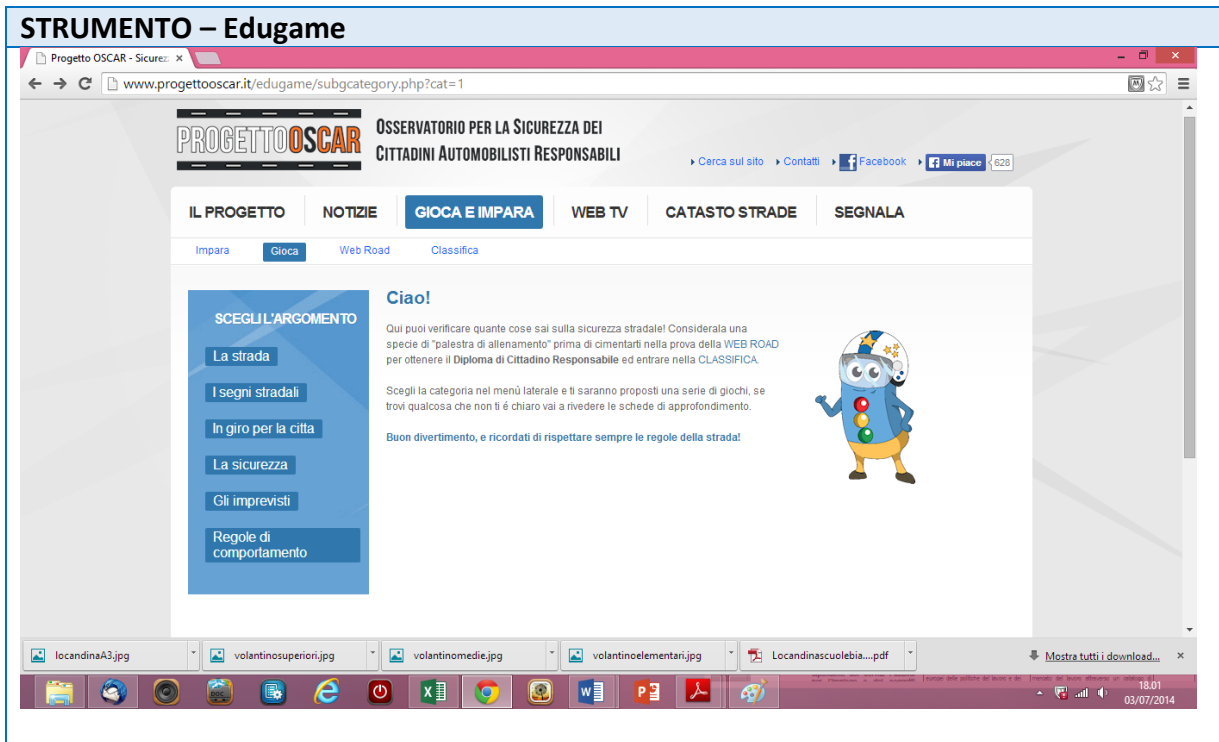 STRUMENTO – Edugame
Progetto OSCAR - Sicurez
www.progettooscar.it/edugame/subgcategory.php?cat=1
PROGETTOOSCAR
OSSERVATORIO PER LA SICUREZZA DEI
CITTADINI AUTOMOBILISTI RESPONSABILI
Cerca sul sito Contatti Facebook Mi piace 628
IL PROGETTO NOTIZIE GIOCA E IMPARA WEB TV CATASTO STRADE SEGNALA
Impara Gioca Web Road Classifica
SCEGLI L'ARGOMENTO
La strada
I segni stradali
In giro per la citta
La sicurezza
Gli imprevisti
Regole di
comportamento
Ciao!
Qui puoi verificare quante cose sai sulla sicurezza stradale! Considerala una
specie di "palestra di allenamento" prima di cimentarti nella prova della WEB ROAD
per ottenere il Diploma di Cittadino Responsabile ed entrare nella CLASSIFICA.
Scegli la categoria nel menù laterale e ti saranno proposti una serie di giochi, se
trovi qualcosa che non ti é chiaro vai a rivedere le schede di approfondimento.
Buon divertimento, e ricordati di rispettare sempre le regole della strada!
locandinaA3.jpg volantinosuperiori.jpg volantinomedie.jpg volantinoelementari.jpg Locandinascuolebia....pdf Mostra tutti i download...
18.01
03/07/2014